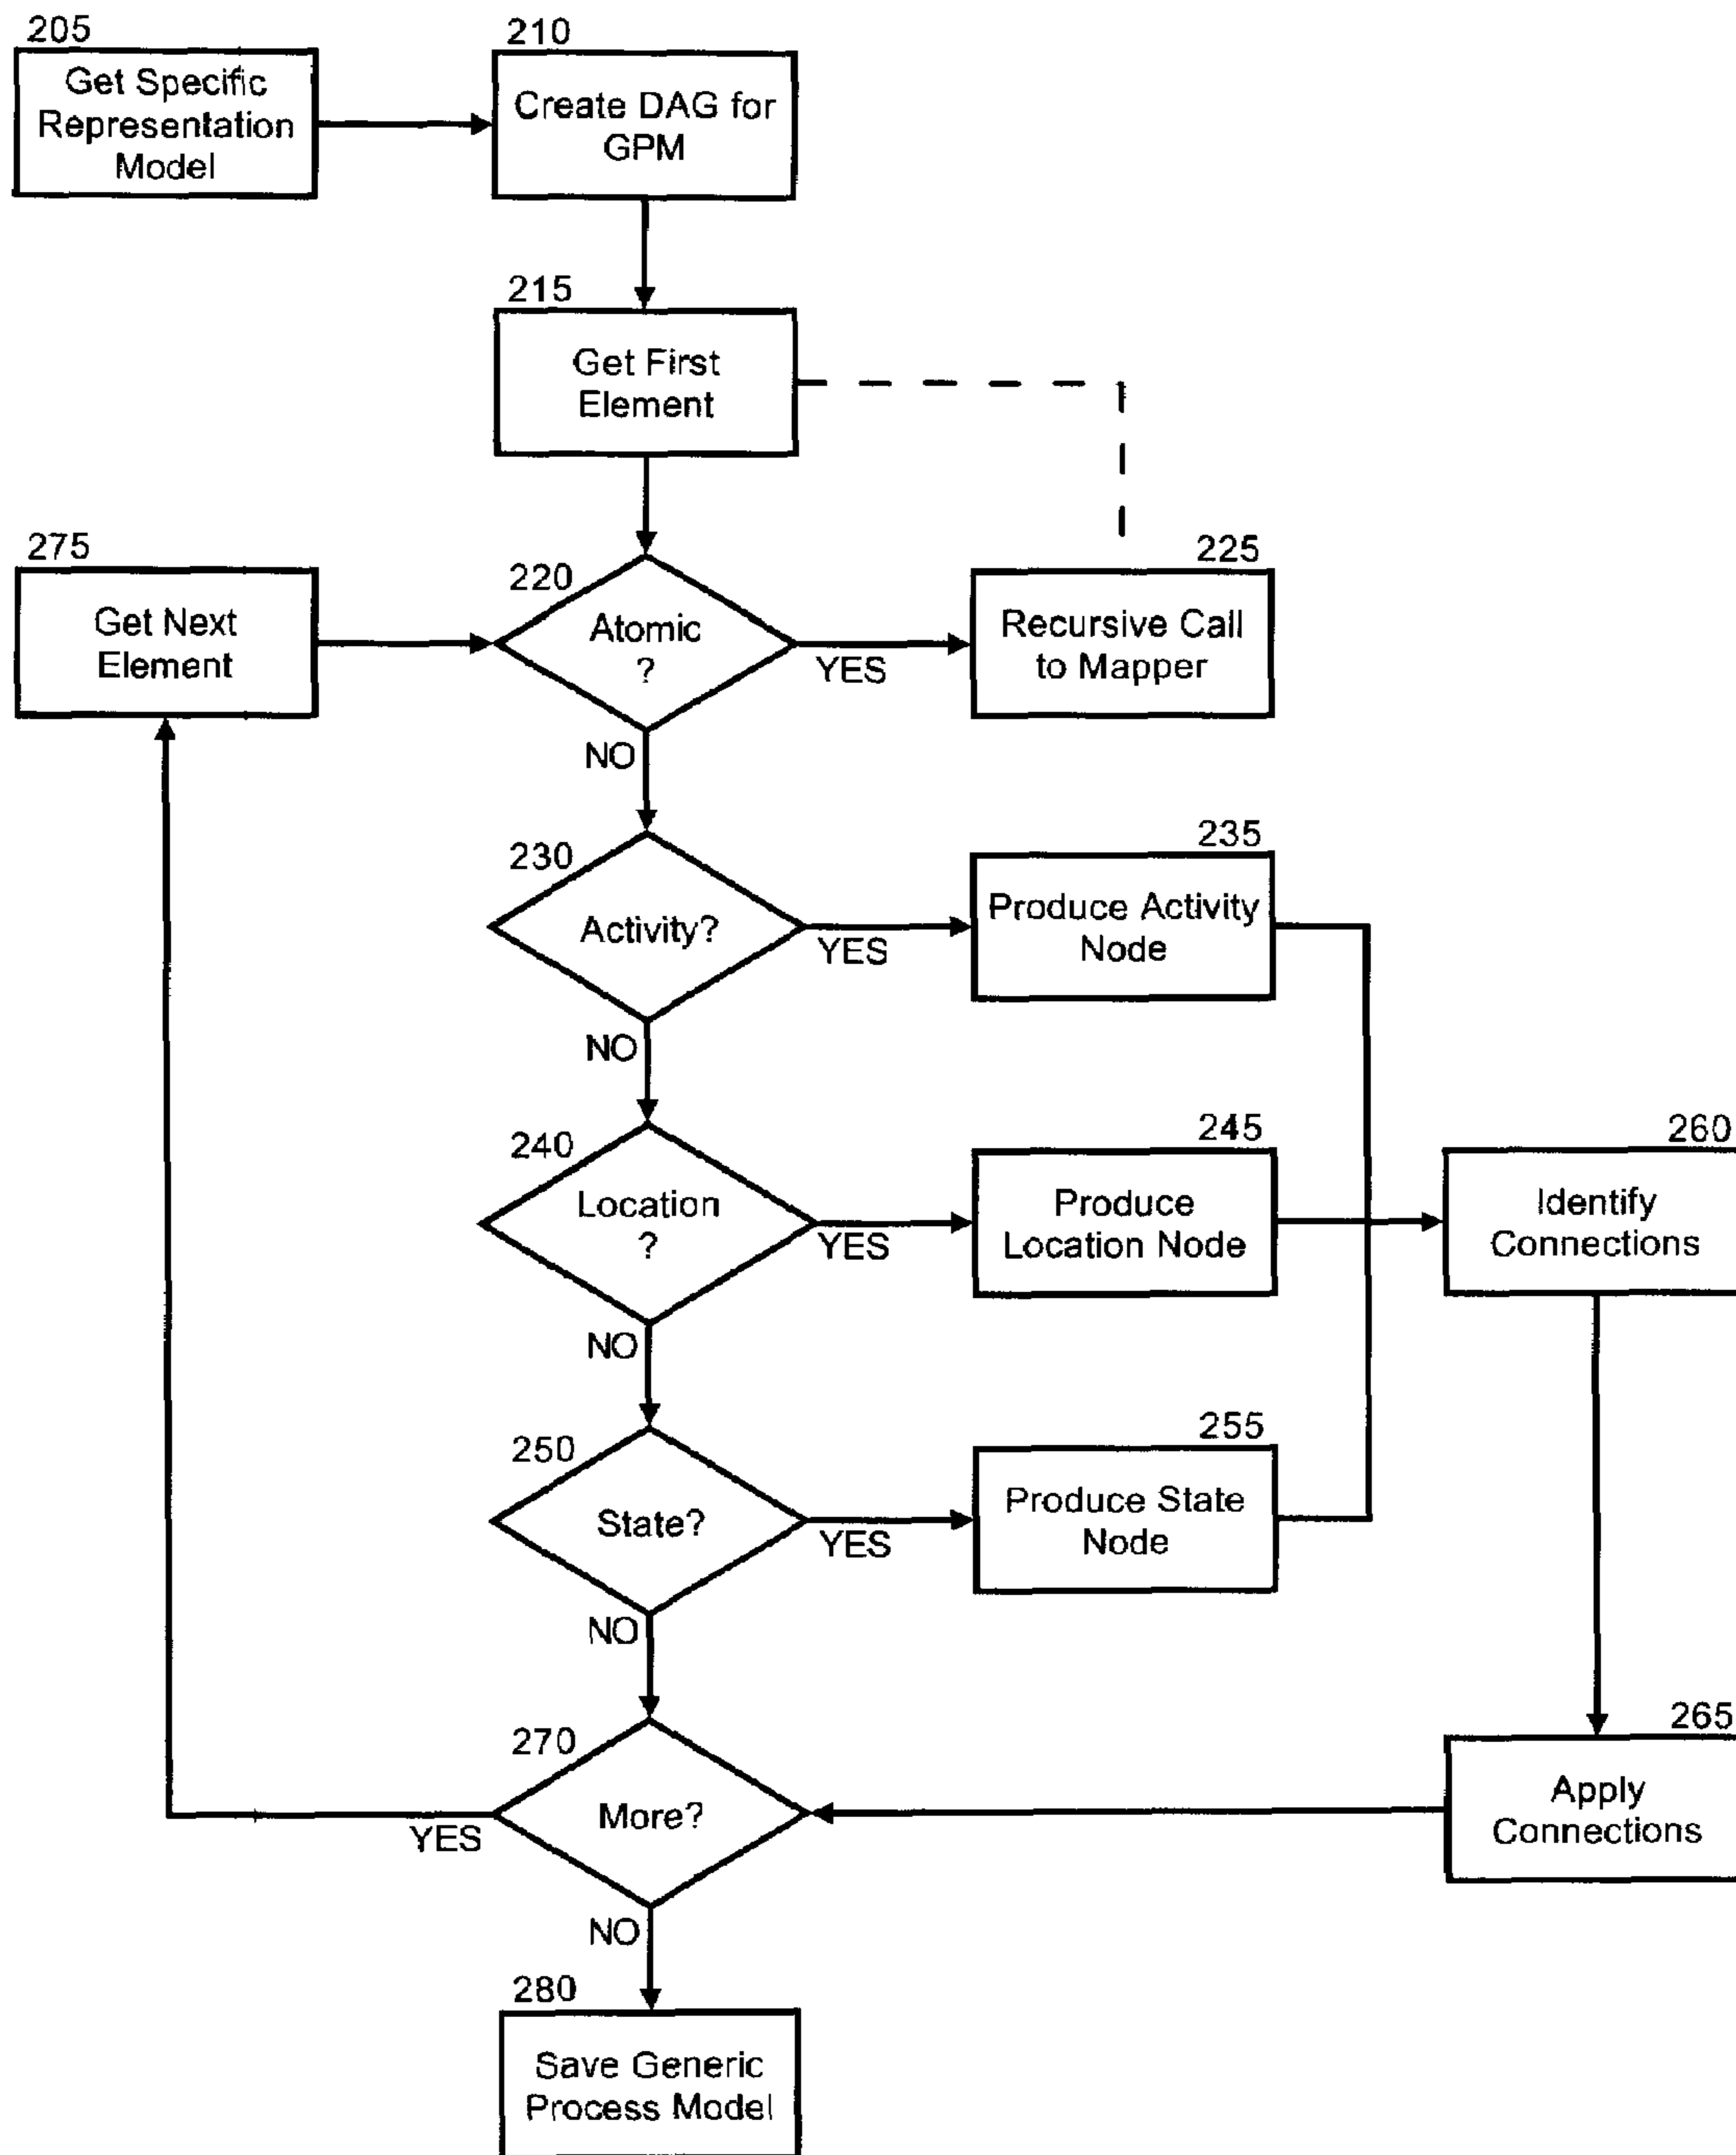 205
Get Specific
Representation
Model
210
Create DAG for
GPM
215
Get First
Element
275
Get Next
Element
220
Atomic
?
YES
NO
225
Recursive Call
to Mapper
230
Activity?
YES
NO
235
Produce Activity
Node
240
Location
?
YES
NO
245
Produce
Location Node
260
Identify
Connections
250
State?
YES
NO
255
Produce State
Node
270
More?
YES
NO
265
Apply
Connections
280
Save Generic
Process Model